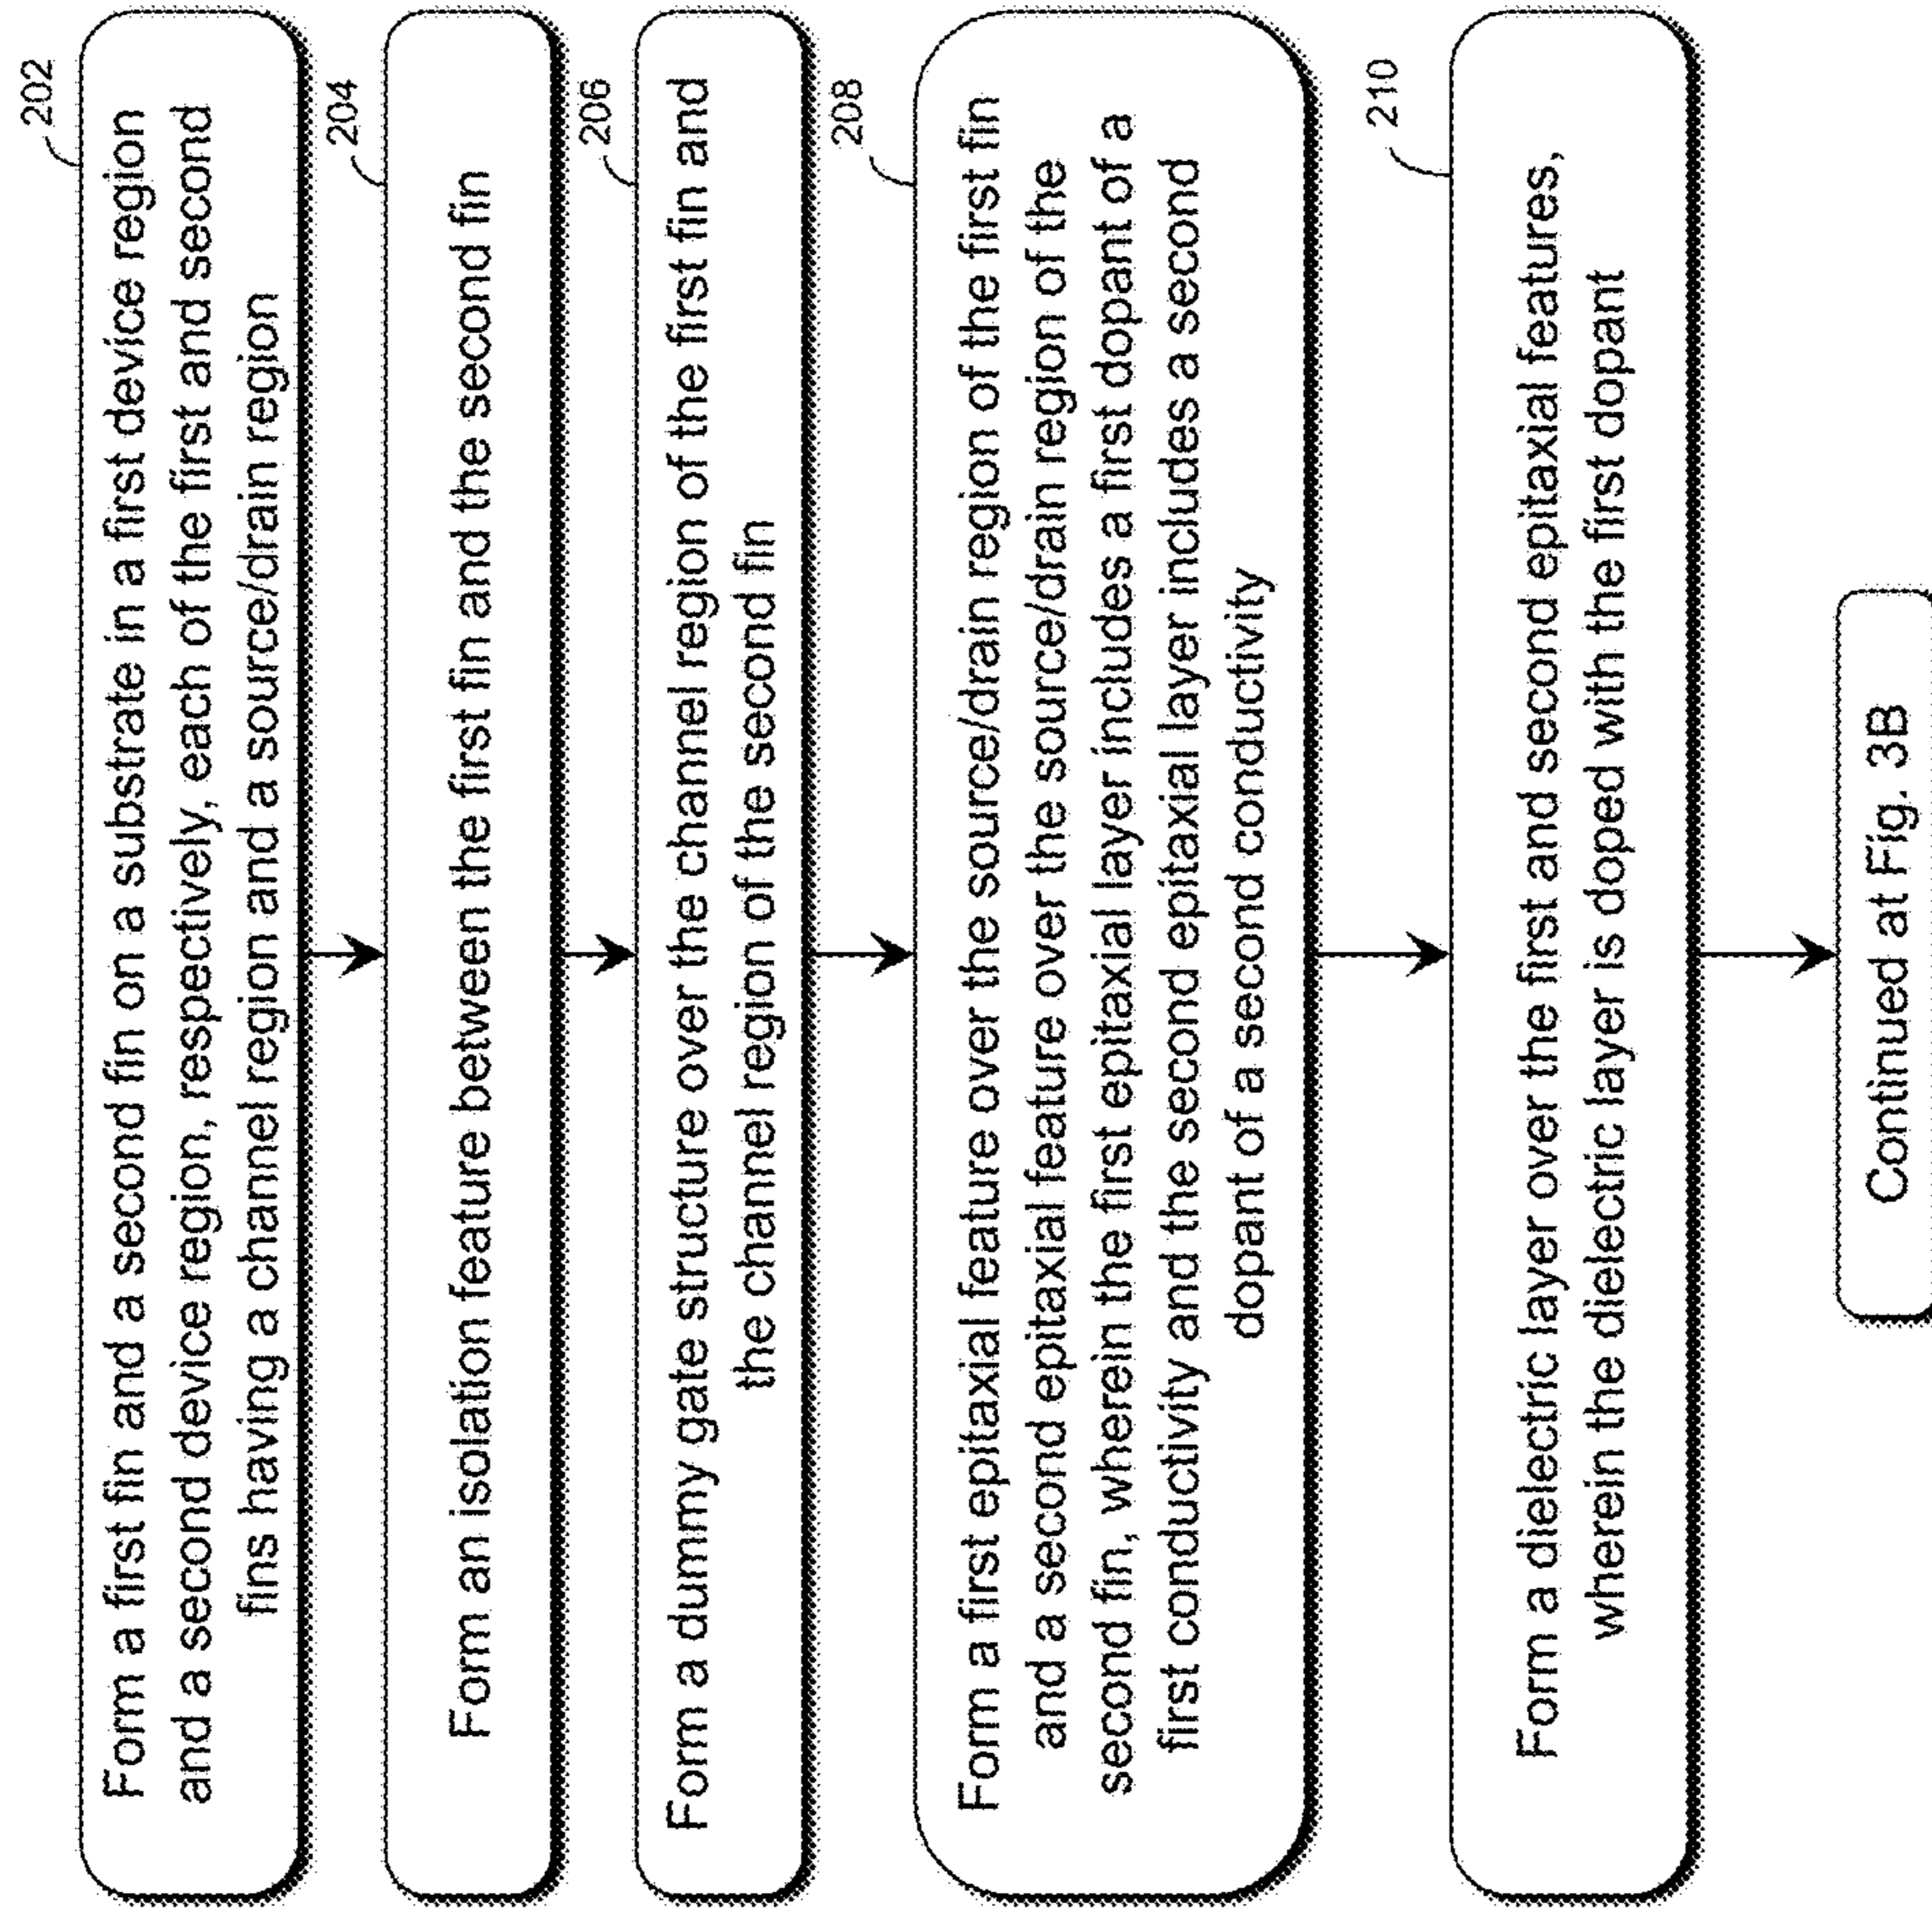 202
Form a first fin and a second fin on a substrate in a first device region
and a second device region, respectively, each of the first and second
fins having a channel region and a source/drain region
204
Form an isolation feature between the first fin and the second fin
206
Form a dummy gate structure over the channel region of the first fin and
the channel region of the second fin
208
Form a first epitaxial feature over the source/drain region of the first fin
and a second epitaxial feature over the source/drain region of the
second fin, wherein the first epitaxial layer includes a first dopant of a
first conductivity and the second epitaxial layer includes a second
dopant of a second conductivity
210
Form a dielectric layer over the first and second epitaxial features,
wherein the dielectric layer is doped with the first dopant
Continued at Fig. 3B